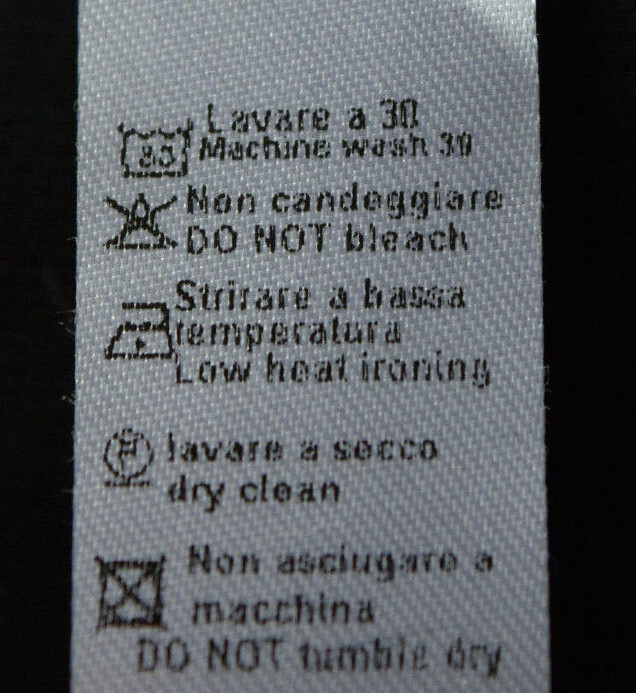 Lavare a 30
30 Machine wash 30
Non candeggiare
DO NOT bleach
Strirare a bassa
temperatura
Low heat ironing
P lavare a secco
dry clean
Non asciugare a
macchina
DO NOT tumble dry